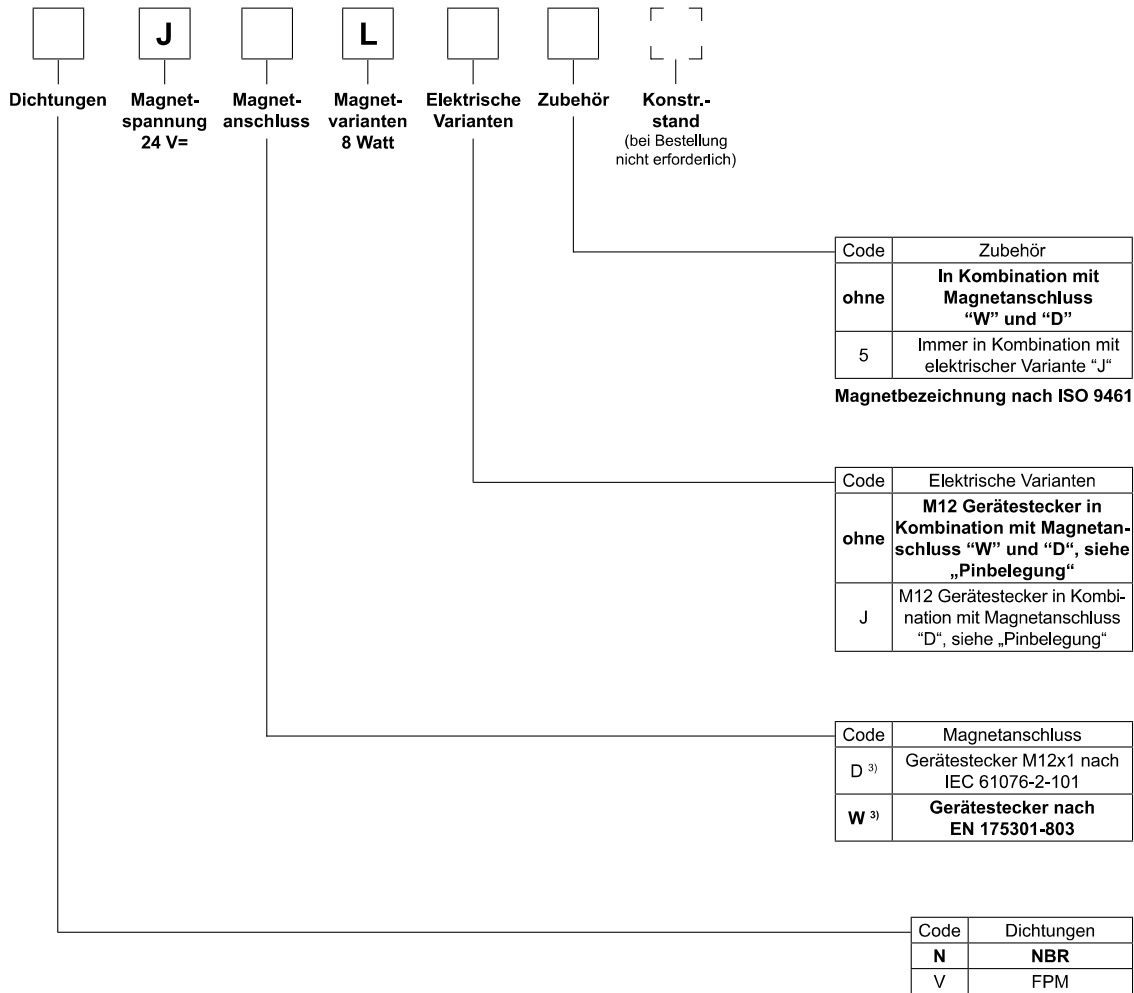 J
L
Dichtungen
Magnet-
spannung
24 V=
Magnet-
anschluss
Magnet-
varianten
8 Watt
Elektrische
Varianten
Zubehör
Konstr.-
stand
(bei Bestellung
nicht erforderlich)
Code Zubehör
ohne In Kombination mit
Magnetanschluss
“W” und “D”
5 Immer in Kombination mit
elektrischer Variante “J“
Magnetbezeichnung nach ISO 9461
Code Elektrische Varianten
ohne M12 Gerätestecker in
Kombination mit Magnetan-
schluss “W” und “D“, siehe
„Pinbelegung“
J M12 Gerätestecker in Kombi-
nation mit Magnetanschluss
“D“, siehe „Pinbelegung“
Code Magnetanschluss
D ³⁾ Gerätestecker M12x1 nach
IEC 61076-2-101
W ³⁾ Gerätestecker nach
EN 175301-803
Code Dichtungen
N NBR
V FPM